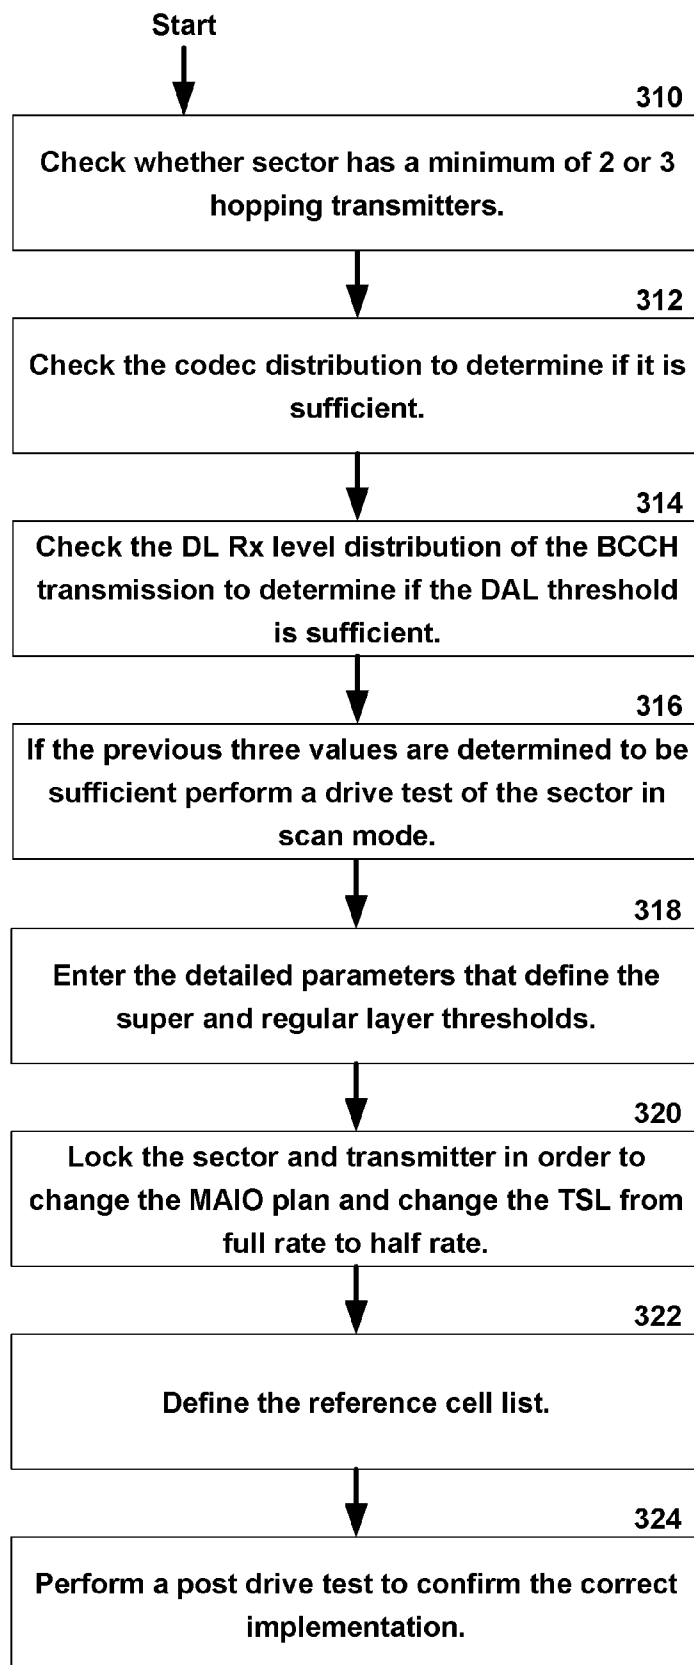 Start
310
Check whether sector has a minimum of 2 or 3
hopping transmitters.
312
Check the codec distribution to determine if it is
sufficient.
314
Check the DL Rx level distribution of the BCCH
transmission to determine if the DAL threshold
is sufficient.
316
If the previous three values are determined to be
sufficient perform a drive test of the sector in
scan mode.
318
Enter the detailed parameters that define the
super and regular layer thresholds.
320
Lock the sector and transmitter in order to
change the MAIO plan and change the TSL from
full rate to half rate.
322
Define the reference cell list.
324
Perform a post drive test to confirm the correct
implementation.